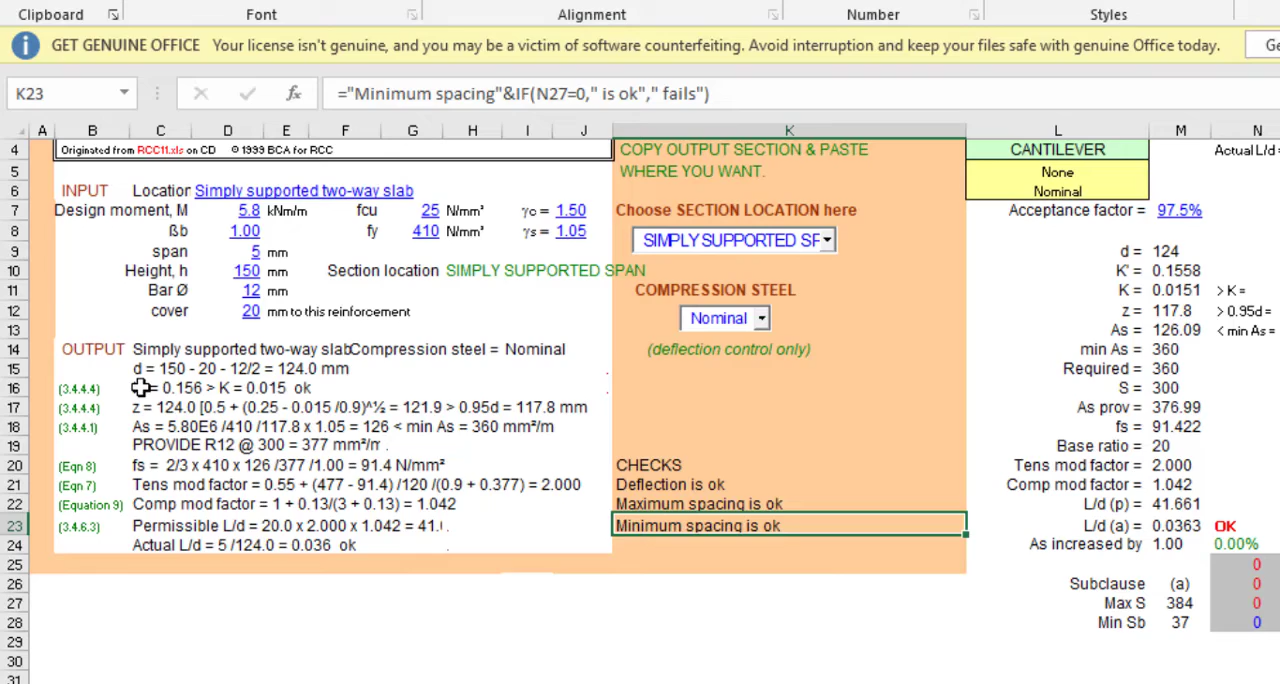 Clipboard Font Alignment Number Styles
GET GENUINE OFFICE Your license isn't genuine, and you may be a victim of software counterfeiting. Avoid interruption and keep your files safe with genuine Office today.
K23 fx ="Minimum spacing"&IF(N27=0," is ok"," fails")
A B C D E F G H I J K L M N
4 Originated from RCC11.xls on CD © 1999 BCA for RCC COPY OUTPUT SECTION & PASTE CANTILEVER Actual L/d =
5 WHERE YOU WANT. None
6 INPUT Location Simply supported two-way slab Nominal
7 Design moment, M 5.8 kNm/m fcu 25 N/mm² γc = 1.50 Choose SECTION LOCATION here Acceptance factor = 97.5%
8 ßb 1.00 fy 410 N/mm² γs = 1.05
SIMPLY SUPPORTED SP
9 span 5 mm d = 124
10 Height, h 150 mm Section location SIMPLY SUPPORTED SPAN K' = 0.1558
11 Bar Ø 12 mm COMPRESSION STEEL K = 0.0151 > K =
12 cover 20 mm to this reinforcement Nominal z = 117.8 > 0.95d =
13 As = 126.09 < min As =
14 OUTPUT Simply supported two-way slab Compression steel = Nominal (deflection control only) min As = 360
15 d = 150 - 20 - 12/2 = 124.0 mm . Required = 360
16 (3.4.4.4) = 0.156 > K = 0.015 ok . S = 300
17 (3.4.4.4) z = 124.0 [0.5 + (0.25 - 0.015 /0.9)^½ = 121.9 > 0.95d = 117.8 mm As prov = 376.99
18 (3.4.4.1) As = 5.80E6 /410 /117.8 x 1.05 = 126 < min As = 360 mm²/m fs = 91.422
19 PROVIDE R12 @ 300 = 377 mm²/m . Base ratio = 20
20 (Eqn 8) fs = 2/3 x 410 x 126 /377 /1.00 = 91.4 N/mm² CHECKS Tens mod factor = 2.000
21 (Eqn 7) Tens mod factor = 0.55 + (477 - 91.4) /120 /(0.9 + 0.377) = 2.000 Deflection is ok Comp mod factor = 1.042
22 (Equation 9) Comp mod factor = 1 + 0.13/(3 + 0.13) = 1.042 Maximum spacing is ok L/d (p) = 41.661
23 (3.4.6.3) Permissible L/d = 20.0 x 2.000 x 1.042 = 41. . Minimum spacing is ok L/d (a) = 0.0363 OK
24 Actual L/d = 5 /124.0 = 0.036 ok . As increased by 1.00 0.00%
25 0
26 Subclause (a) 0
27 Max S 384 0
28 Min Sb 37 0
29
30
31